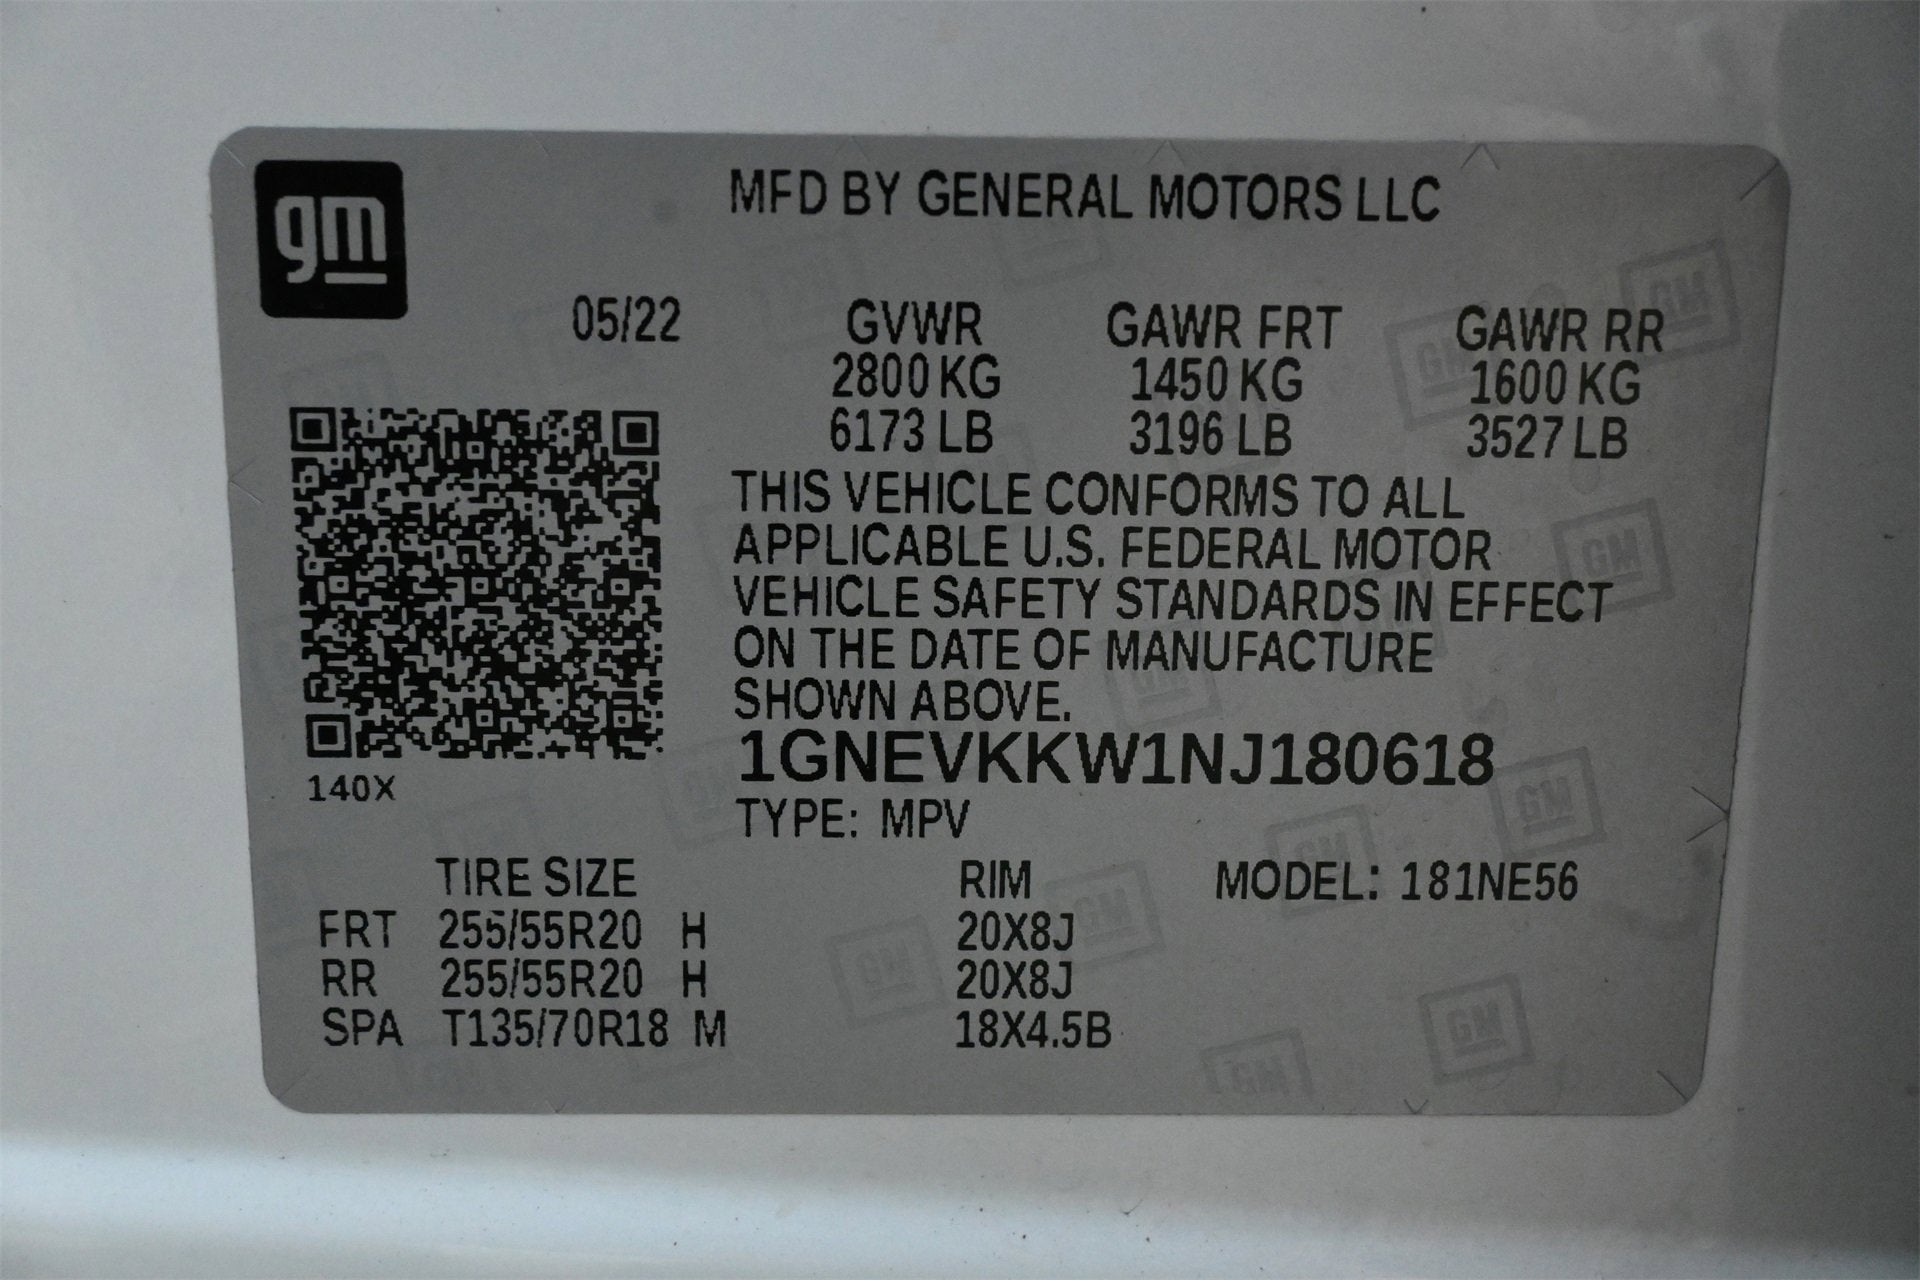 gm
MFD BY GENERAL MOTORS LLC
05/22 GVWR GAWR FRT GAWR RR
2800 KG 1450 KG 1600 KG
6173 LB 3196 LB 3527 LB
THIS VEHICLE CONFORMS TO ALL
APPLICABLE U.S. FEDERAL MOTOR
VEHICLE SAFETY STANDARDS IN EFFECT
ON THE DATE OF MANUFACTURE
SHOWN ABOVE.
1GNEVKKW1NJ180618
140X
TYPE: MPV
TIRE SIZE RIM MODEL: 181NE56
FRT 255/55R20 H 20X8J
RR 255/55R20 H 20X8J
SPA T135/70R18 M 18X4.5B